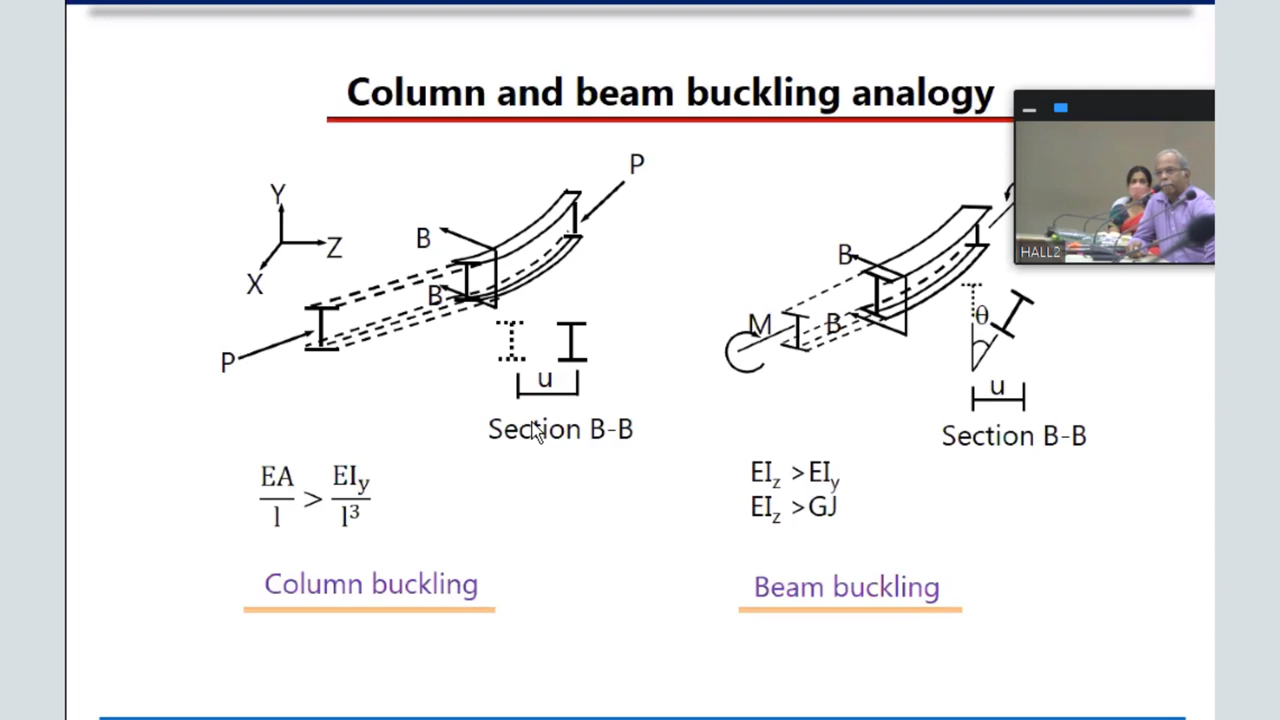 Column and beam buckling analogy
HALL2
Y
Z
X
P
B
B
P
u
Section B-B
EA/l > EIy/l³
Column buckling
B
B
M
θ
u
Section B-B
EIz >EIy
EIz >GJ
Beam buckling